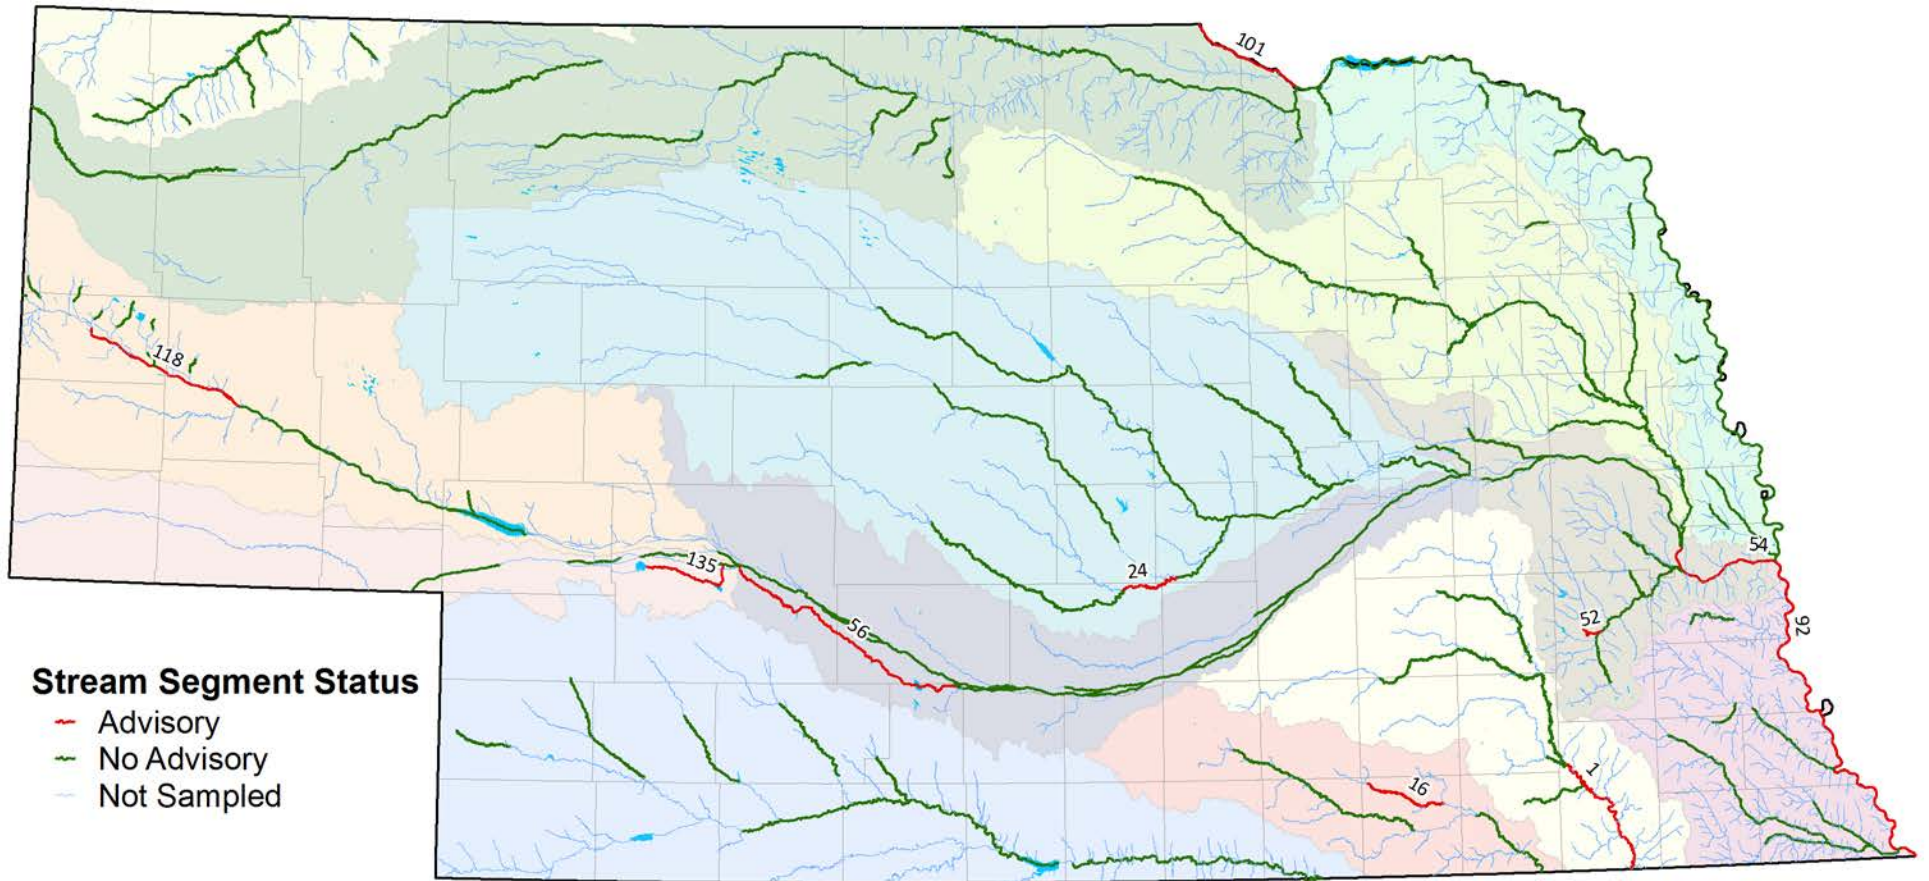 101
118
54
135
24
52
92
56
1
16
Stream Segment Status
Advisory
No Advisory
Not Sampled